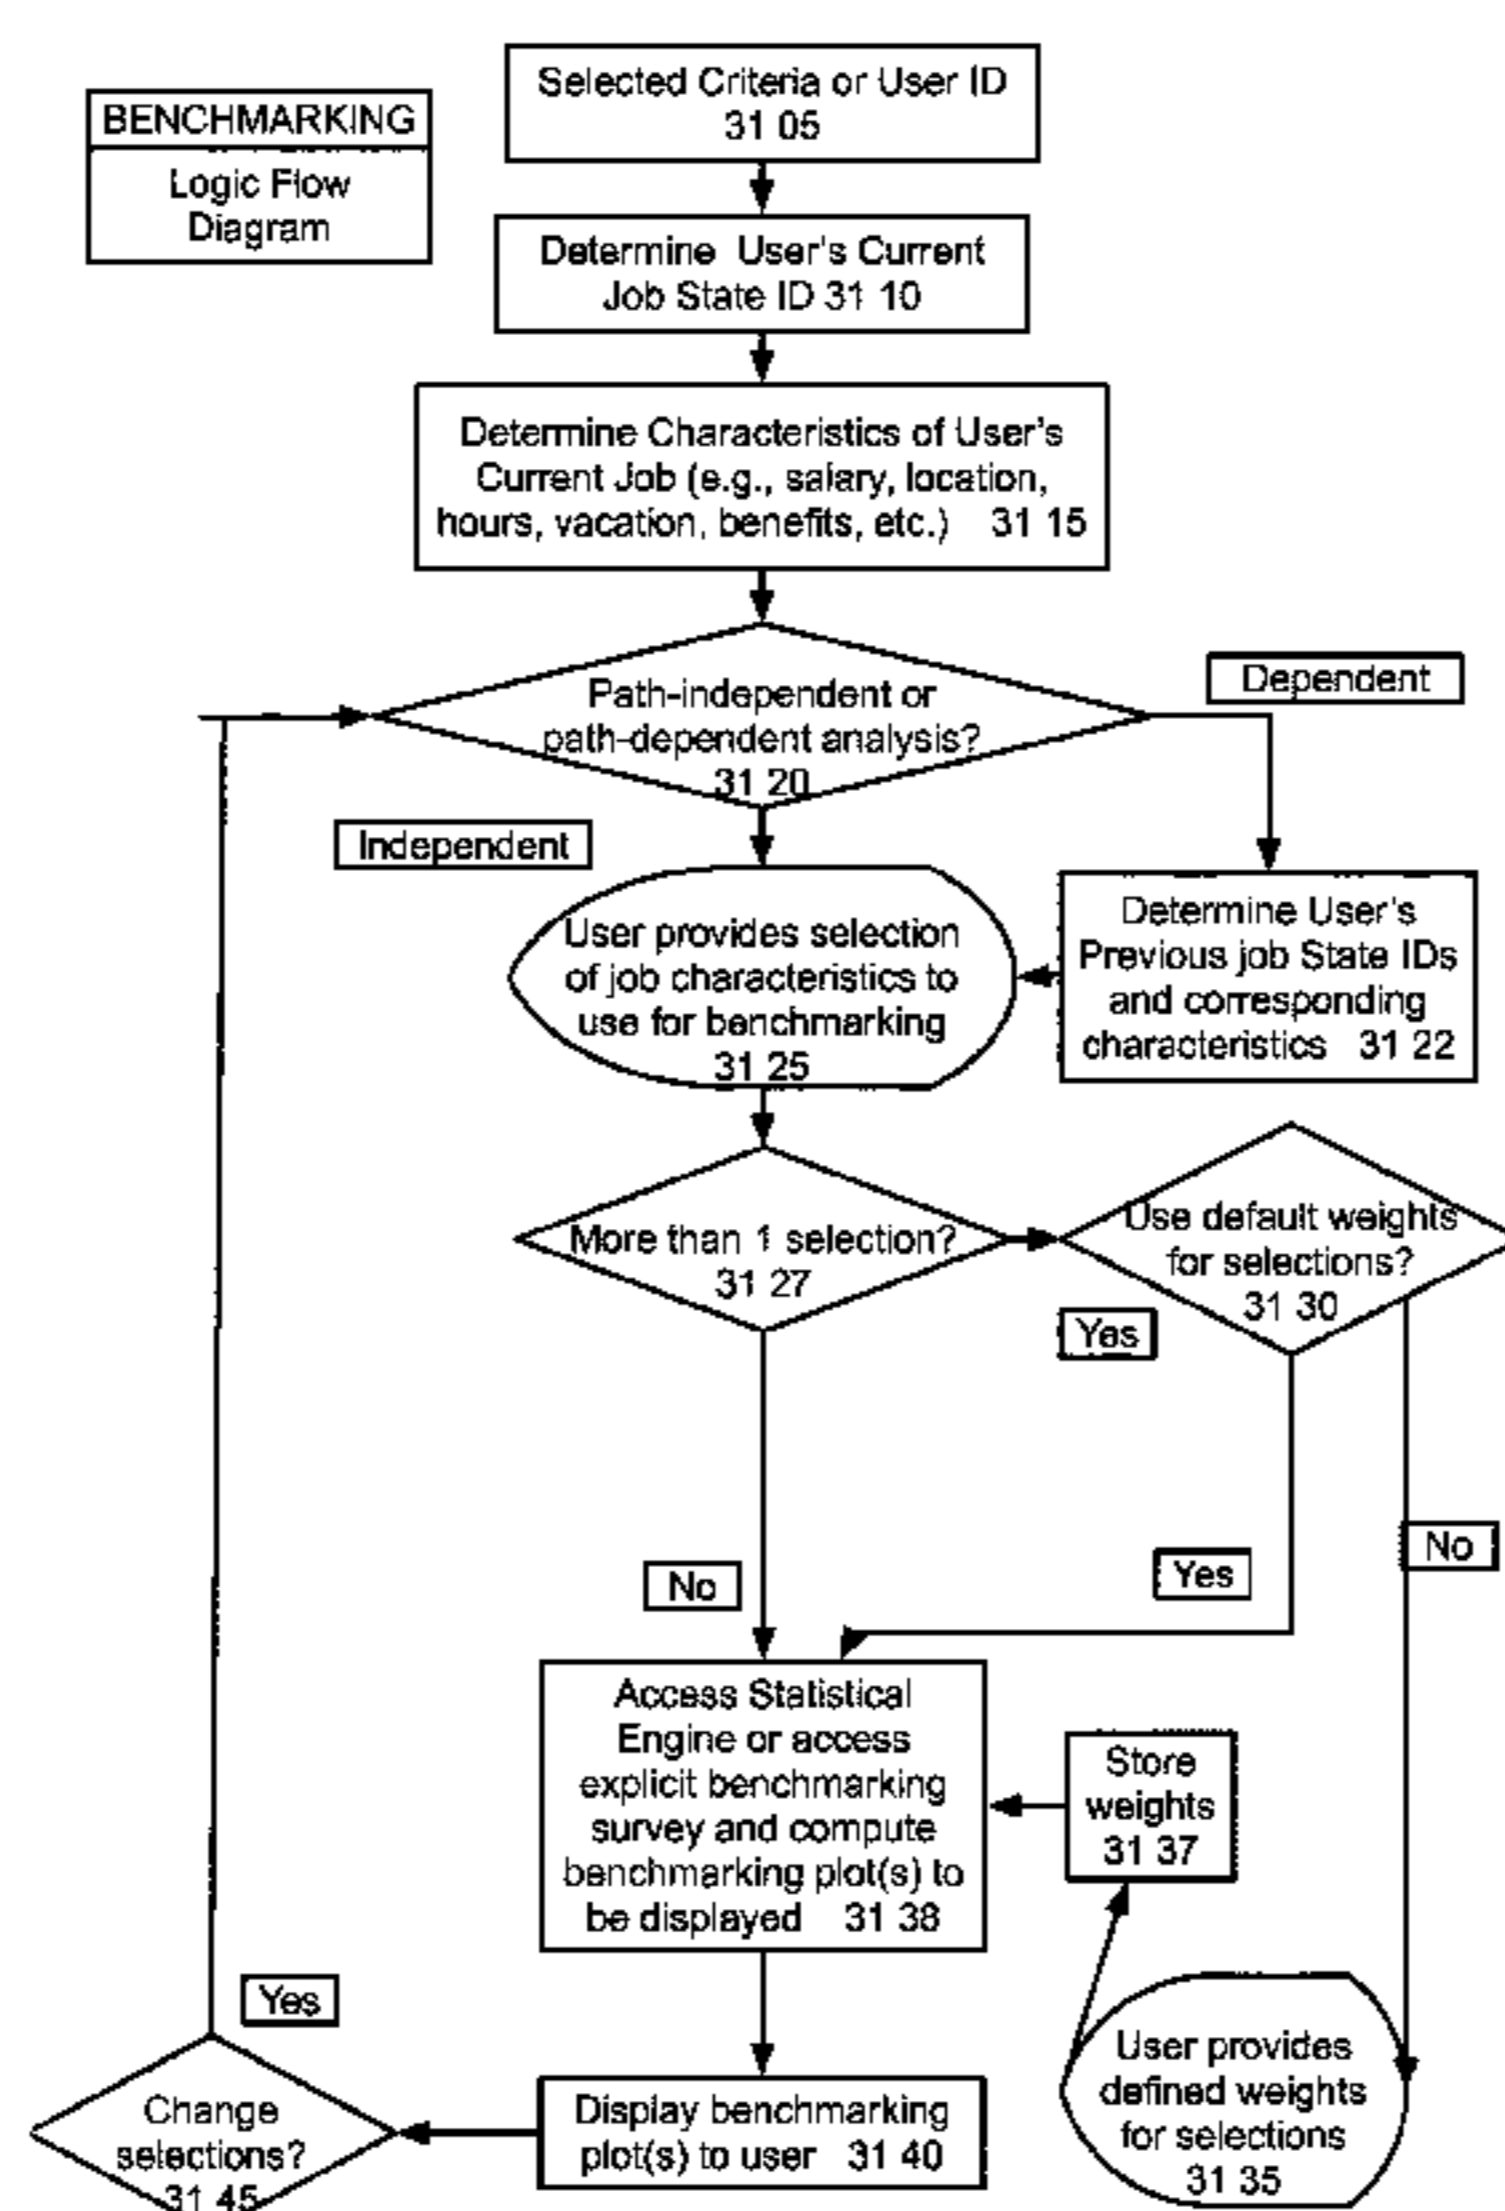 BENCHMARKING
Logic Flow
Diagram
Selected Criteria or User ID
31 05
Determine User's Current
Job State ID 31 10
Determine Characteristics of User's
Current Job (e.g., salary, location,
hours, vacation, benefits, etc.) 31 15
Path-independent or
path-dependent analysis?
31 20
Dependent
Independent
User provides selection
of job characteristics to
use for benchmarking
31 25
Determine User's
Previous job State IDs
and corresponding
characteristics 31 22
More than 1 selection?
31 27
Use default weights
for selections?
31 30
Yes
No
Yes
No
Access Statistical
Engine or access
explicit benchmarking
survey and compute
benchmarking plot(s) to
be displayed 31 38
Store
weights
31 37
User provides
defined weights
for selections
31 35
Display benchmarking
plot(s) to user 31 40
Yes
Change
selections?
31 45